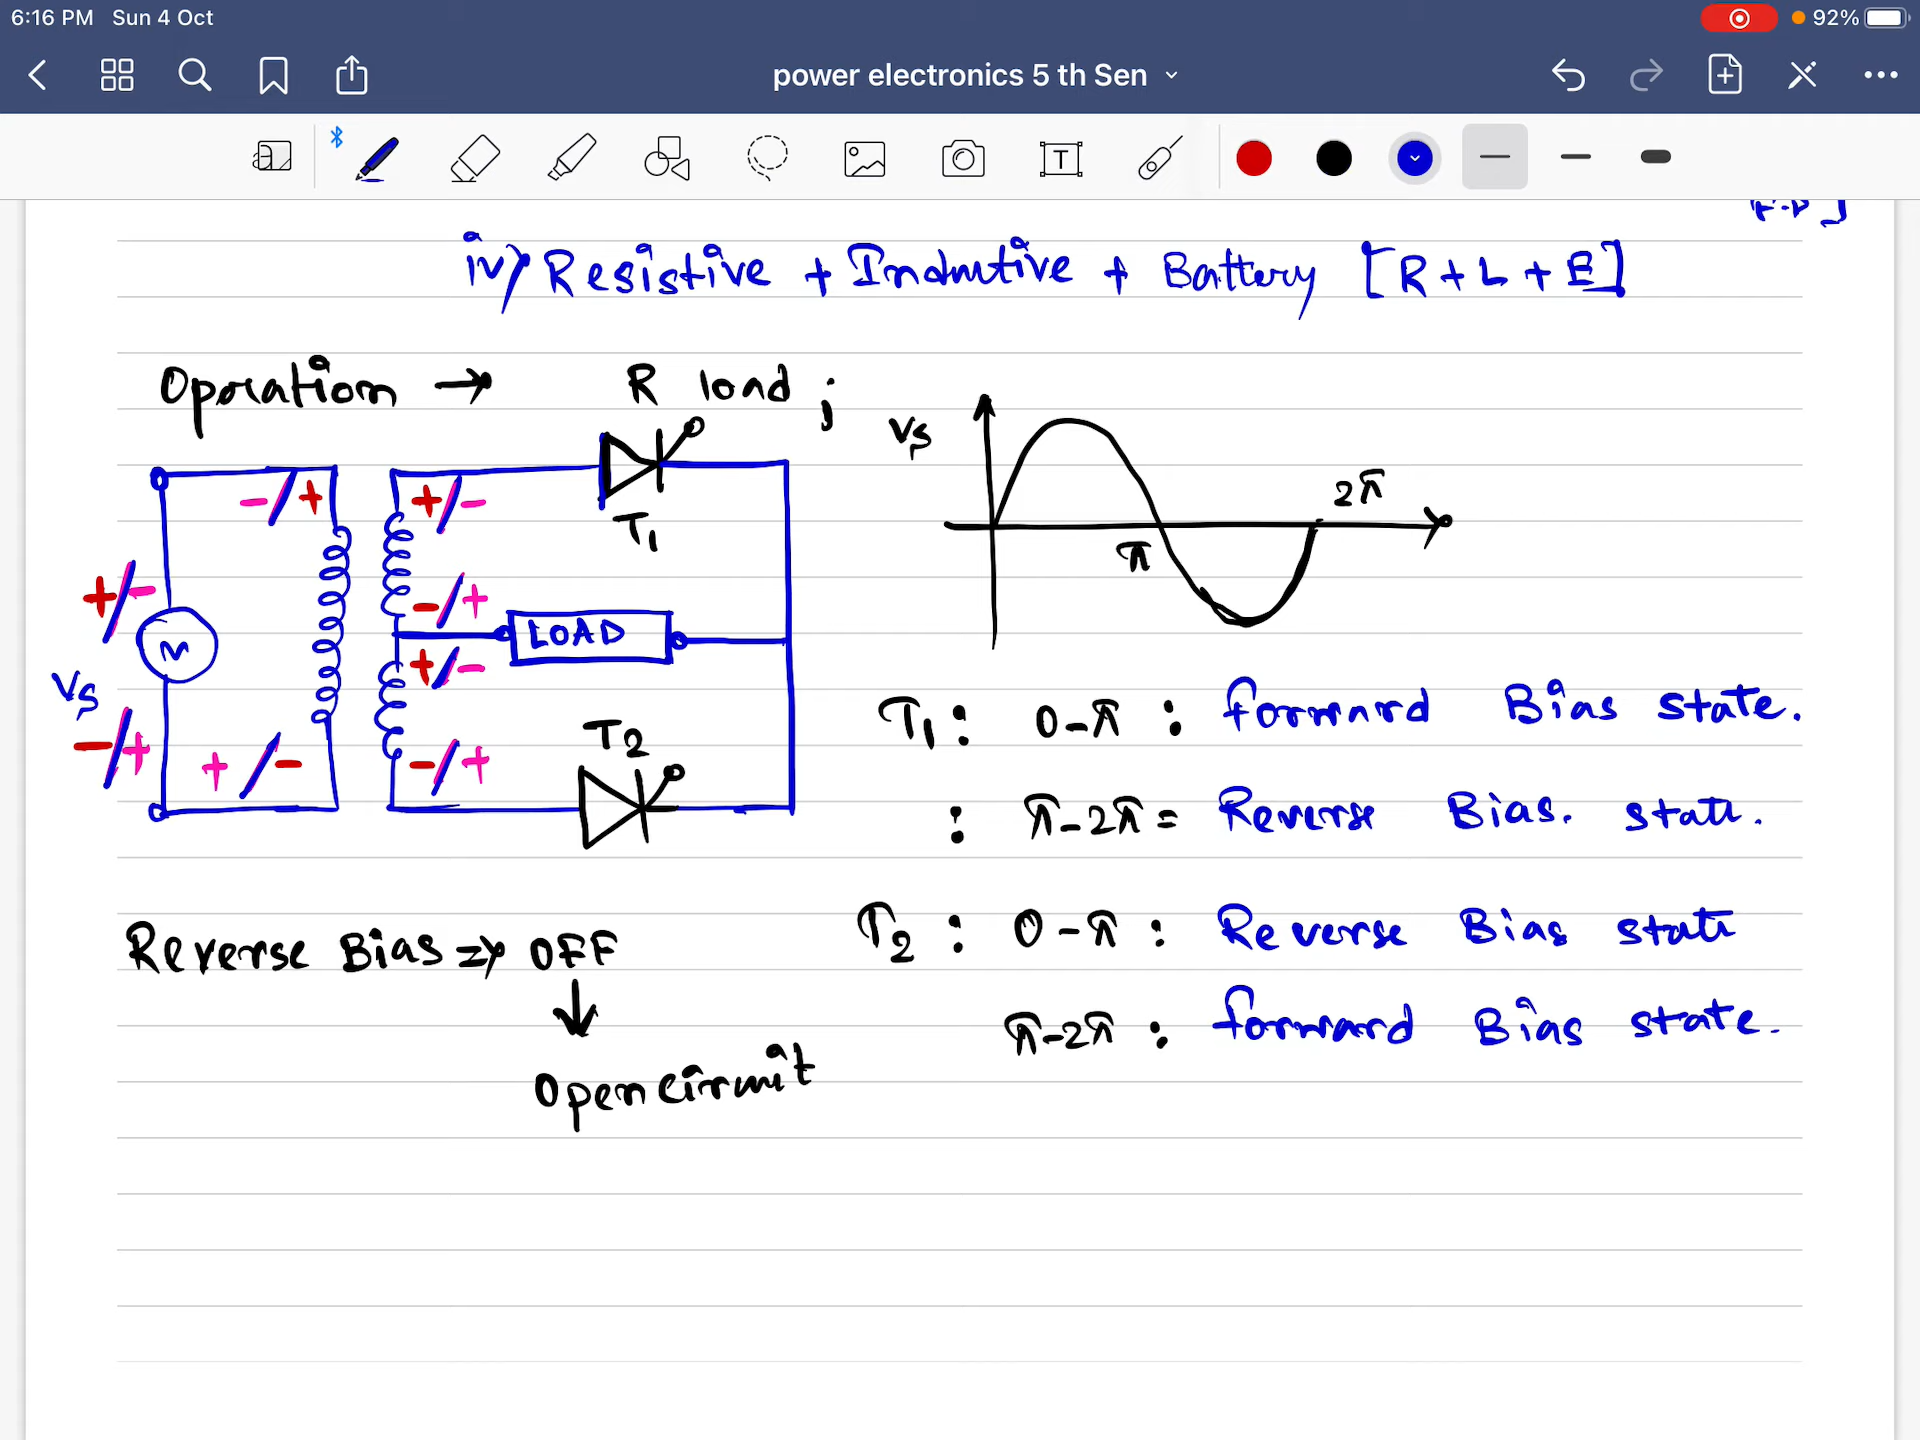 6:16 PM Sun 4 Oct
92%
power electronics 5 th Sen
T
iv) Resistive + Inductive + Battery [R + L + E]
Operation → R load ;
Vs
2π
π
-/+
+/-
T1
+/-
-/+
LOAD
Vs
+/-
-/+
+/-
T2
-/+
T1 : 0-π : forward Bias state.
: π-2π = Reverse Bias. state.
T2 : 0-π : Reverse Bias state
π-2π : forward Bias state.
Reverse Bias => OFF
↓
Open circuit